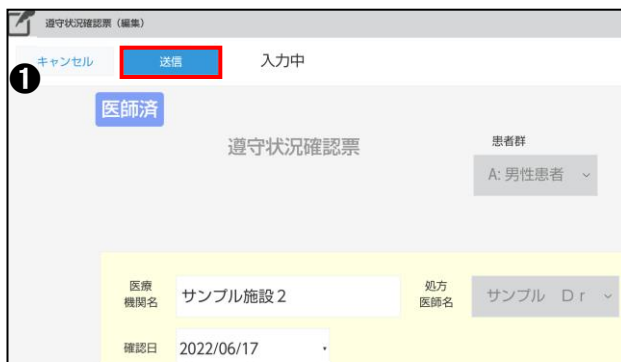 遵守状況確認票（編集）
❶
キャンセル 送信 入力中
医師済
遵守状況確認票
患者群
A: 男性患者
医療機関名 サンプル施設２
処方医師名 サンプル　Ｄｒ
確認日 2022/06/17